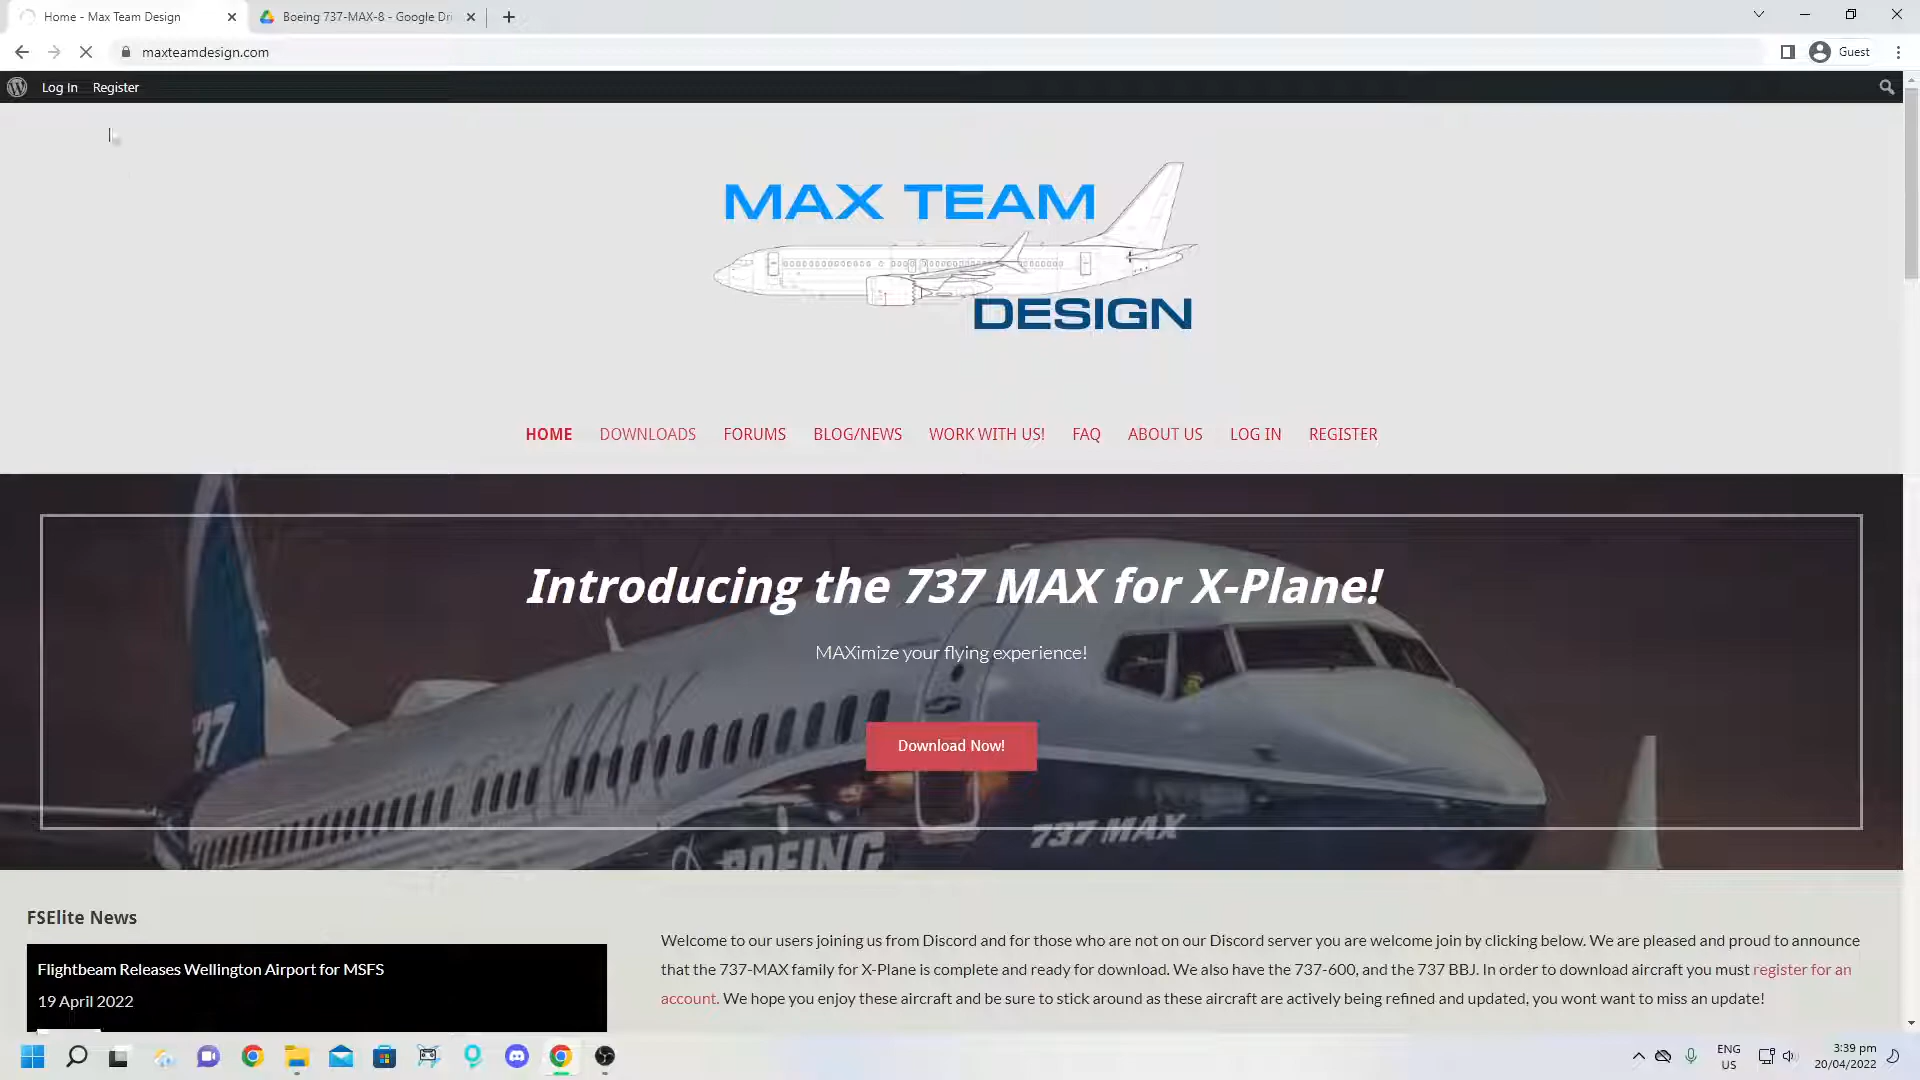 Home - Max Team Design
Boeing 737-MAX-8 - Google Dri
maxteamdesign.com
Guest
Log In Register
MAX TEAM
DESIGN
HOME DOWNLOADS FORUMS BLOG/NEWS WORK WITH US! FAQ ABOUT US LOG IN REGISTER
Introducing the 737 MAX for X-Plane!
MAXimize your flying experience!
Download Now!
37
BOEING
737 MAX
FSElite News
Flightbeam Releases Wellington Airport for MSFS
19 April 2022
Welcome to our users joining us from Discord and for those who are not on our Discord server you are welcome join by clicking below. We are pleased and proud to announce
that the 737-MAX family for X-Plane is complete and ready for download. We also have the 737-600, and the 737 BBJ. In order to download aircraft you must register for an
account. We hope you enjoy these aircraft and be sure to stick around as these aircraft are actively being refined and updated, you wont want to miss an update!
ENG
US
3:39 pm
20/04/2022